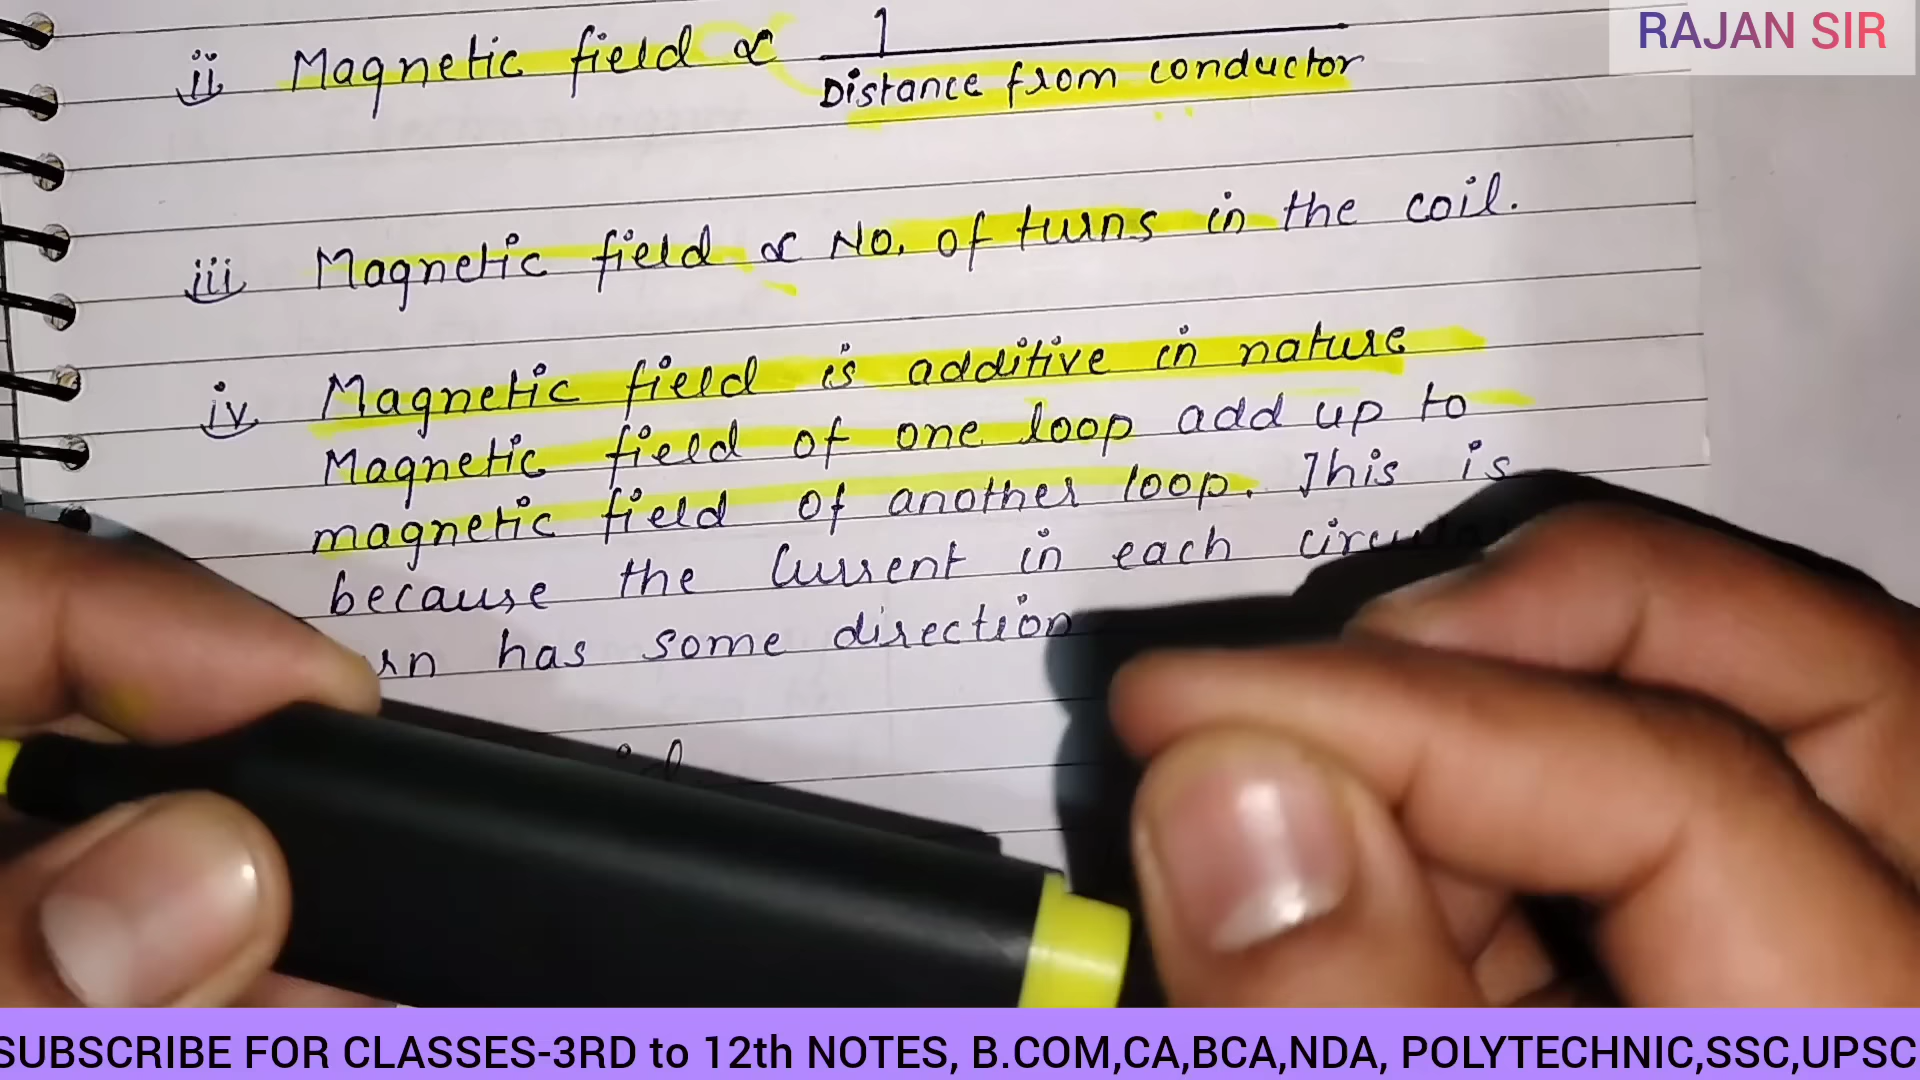 RAJAN SIR
ii Magnetic field ∝ 1
Distance from conductor
iii Magnetic field ∝ No. of turns in the coil.
iv. Magnetic field is additive in nature
Magnetic field of one loop add up to
magnetic field of another loop. This is
because the Current in each
has some direction
SUBSCRIBE FOR CLASSES-3RD to 12th NOTES, B.COM,CA,BCA,NDA, POLYTECHNIC,SSC,UPSC